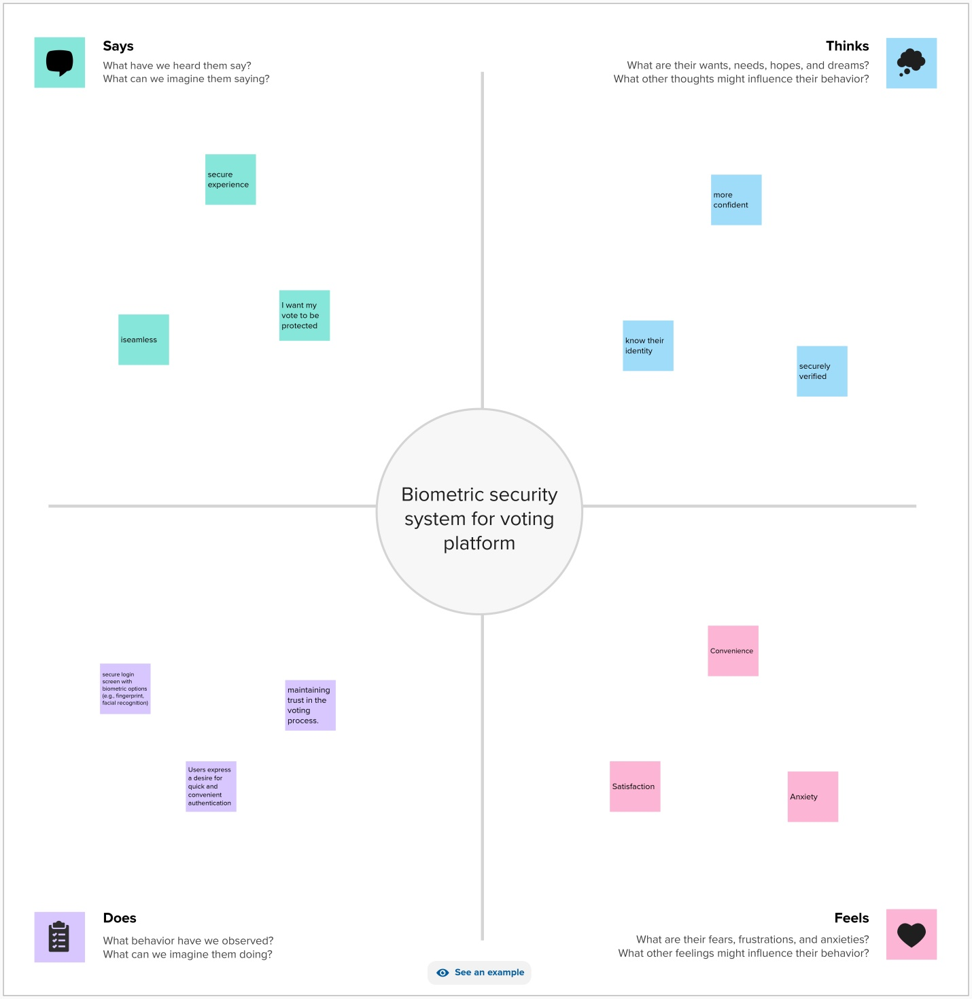 Says
What have we heard them say?
What can we imagine them saying?
Thinks
What are their wants, needs, hopes, and dreams?
What other thoughts might influence their behavior?
secure
experience
I want my
vote to be
protected
iseamless
more
confident
know their
identity
securely
verified
Biometric security
system for voting
platform
secure login
screen with
biometric options
(e.g., fingerprint,
facial recognition)
maintaining
trust in the
voting
process.
Users express
a desire for
quick and
convenient
authentication
Convenience
Satisfaction
Anxiety
Does
What behavior have we observed?
What can we imagine them doing?
Feels
What are their fears, frustrations, and anxieties?
What other feelings might influence their behavior?
See an example